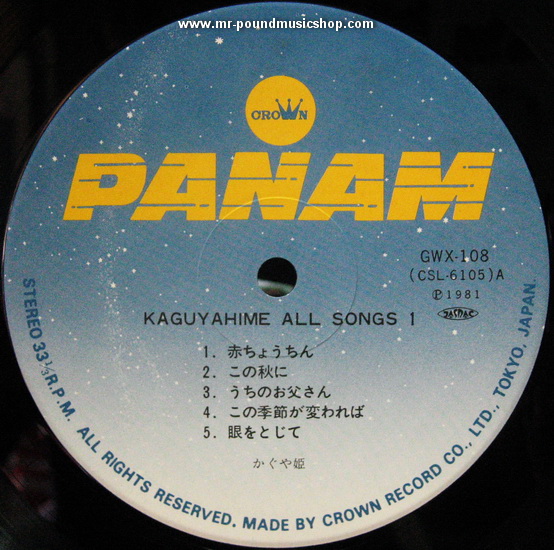 www.mr-poundmusicshop.com
CROWN
PANAM
GWX-108
(CSL-6105)A
Ⓟ1981
JASRAC
KAGUYAHIME ALL SONGS 1
1. 赤ちょうちん
2. この秋に
3. うちのお父さん
4. この季節が変われば
5. 眼をとじて
かぐや姫
STEREO 33⅓R.P.M. ALL RIGHTS RESERVED. MADE BY CROWN RECORD CO., LTD., TOKYO, JAPAN.